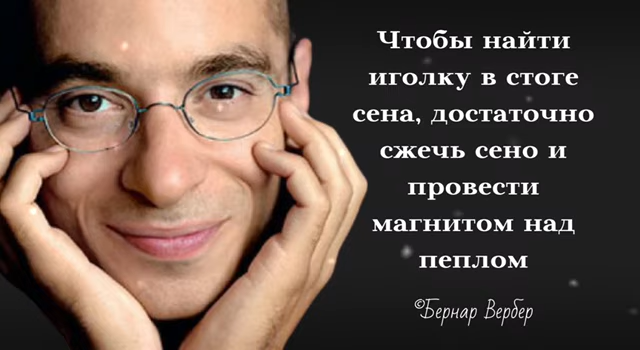 Чтобы найти
иголку в стоге
сена, достаточно
сжечь сено и
провести
магнитом над
пеплом
©Бернар Вербер